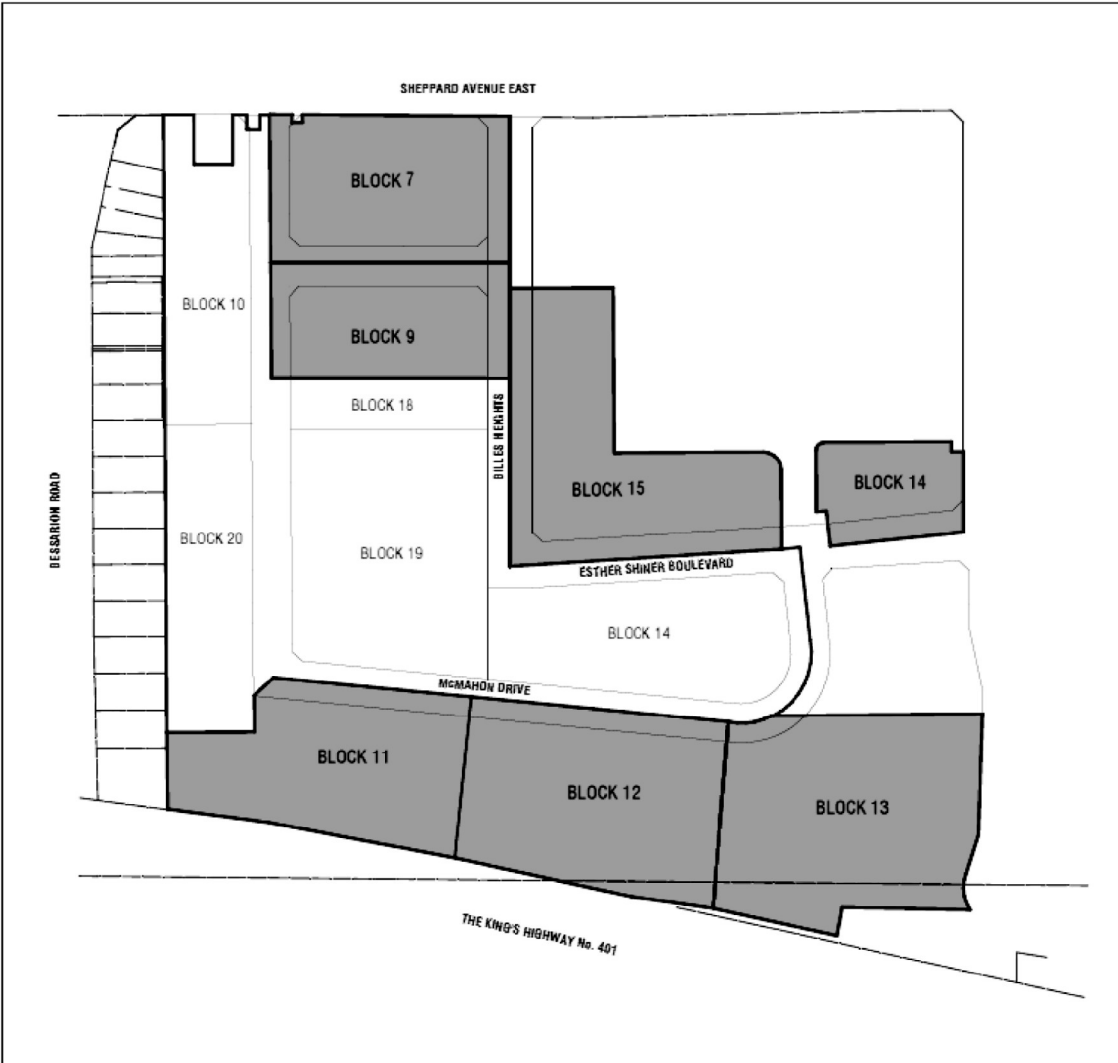 SHEPPARD AVENUE EAST
BLOCK 7
BLOCK 10
BLOCK 9
BLOCK 18
BILLES HEIGHTS
DESSARION ROAD
BLOCK 15
BLOCK 14
BLOCK 20
BLOCK 19
ESTHER SHINER BOULEVARD
BLOCK 14
McMAHON DRIVE
BLOCK 11
BLOCK 12
BLOCK 13
THE KING'S HIGHWAY No. 401